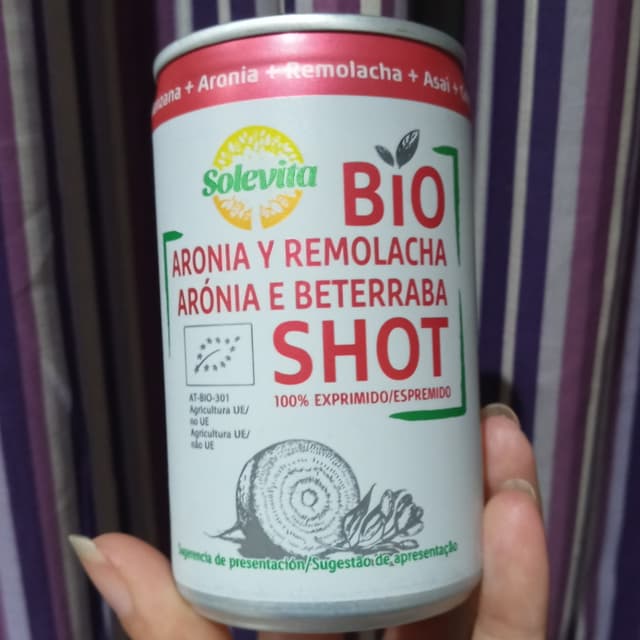 + Aronia + Remolacha + Asai +
Solevita
BiO
ARONIA Y REMOLACHA
ARÓNIA E BETERRABA
SHOT
100% EXPRIMIDO/ESPREMIDO
AT-BIO-301
Agricultura UE/
no UE
Agricultura UE/
não UE
Sugerencia de presentación/Sugestão de apresentação